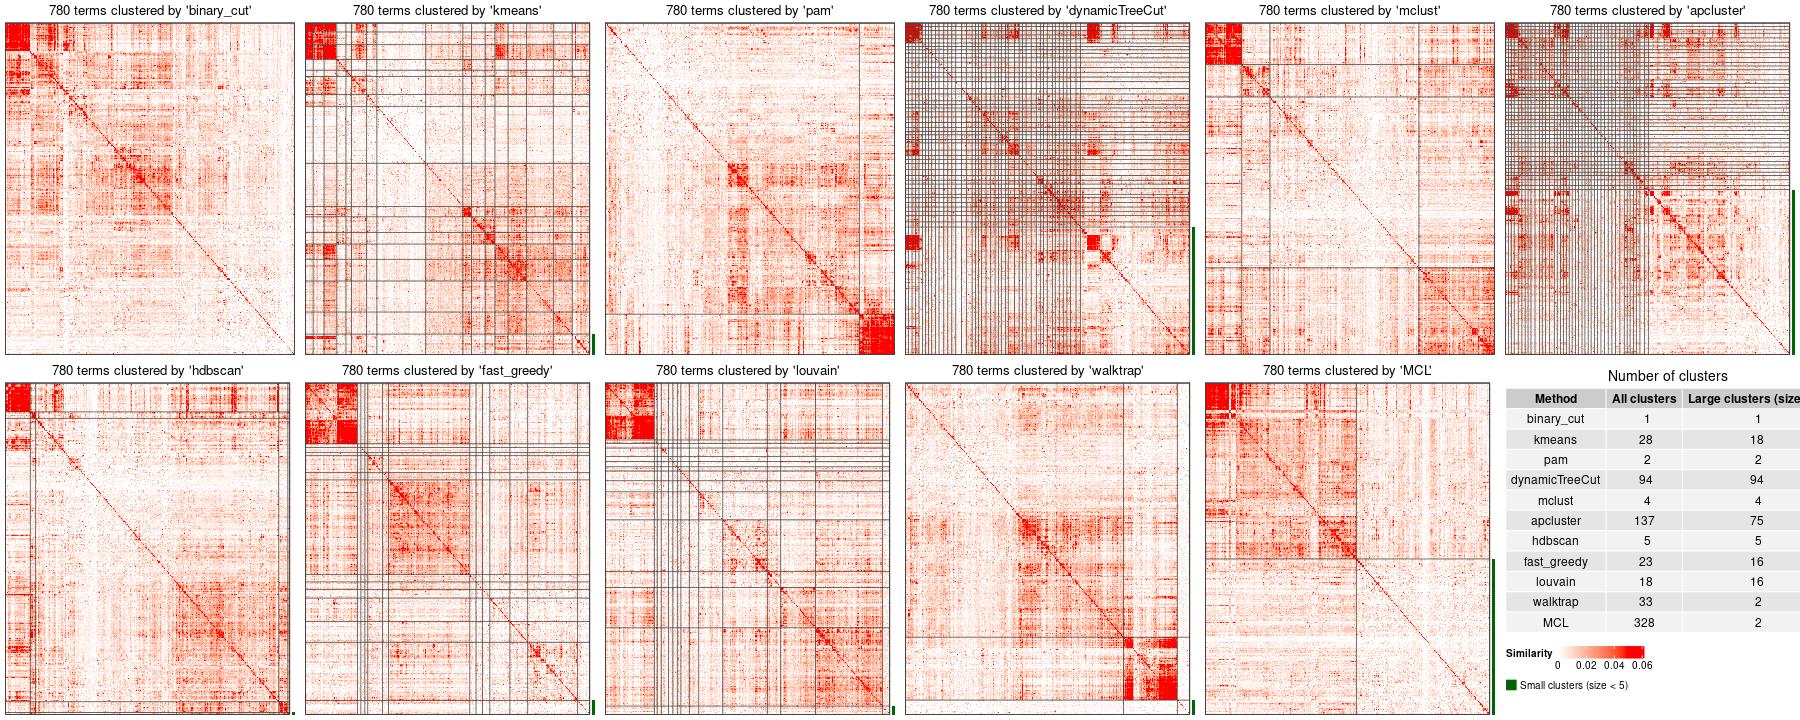 780 terms clustered by 'binary_cut'
780 terms clustered by 'kmeans'
780 terms clustered by 'pam'
780 terms clustered by 'dynamicTreeCut'
780 terms clustered by 'mclust'
780 terms clustered by 'apcluster'
780 terms clustered by 'hdbscan'
780 terms clustered by 'fast_greedy'
780 terms clustered by 'louvain'
780 terms clustered by 'walktrap'
780 terms clustered by 'MCL'
Number of clusters
Method All clusters Large clusters (size
binary_cut 1 1
kmeans 28 18
pam 2 2
dynamicTreeCut 94 94
mclust 4 4
apcluster 137 75
hdbscan 5 5
fast_greedy 23 16
louvain 18 16
walktrap 33 2
MCL 328 2
Similarity
0 0.02 0.04 0.06
Small clusters (size < 5)